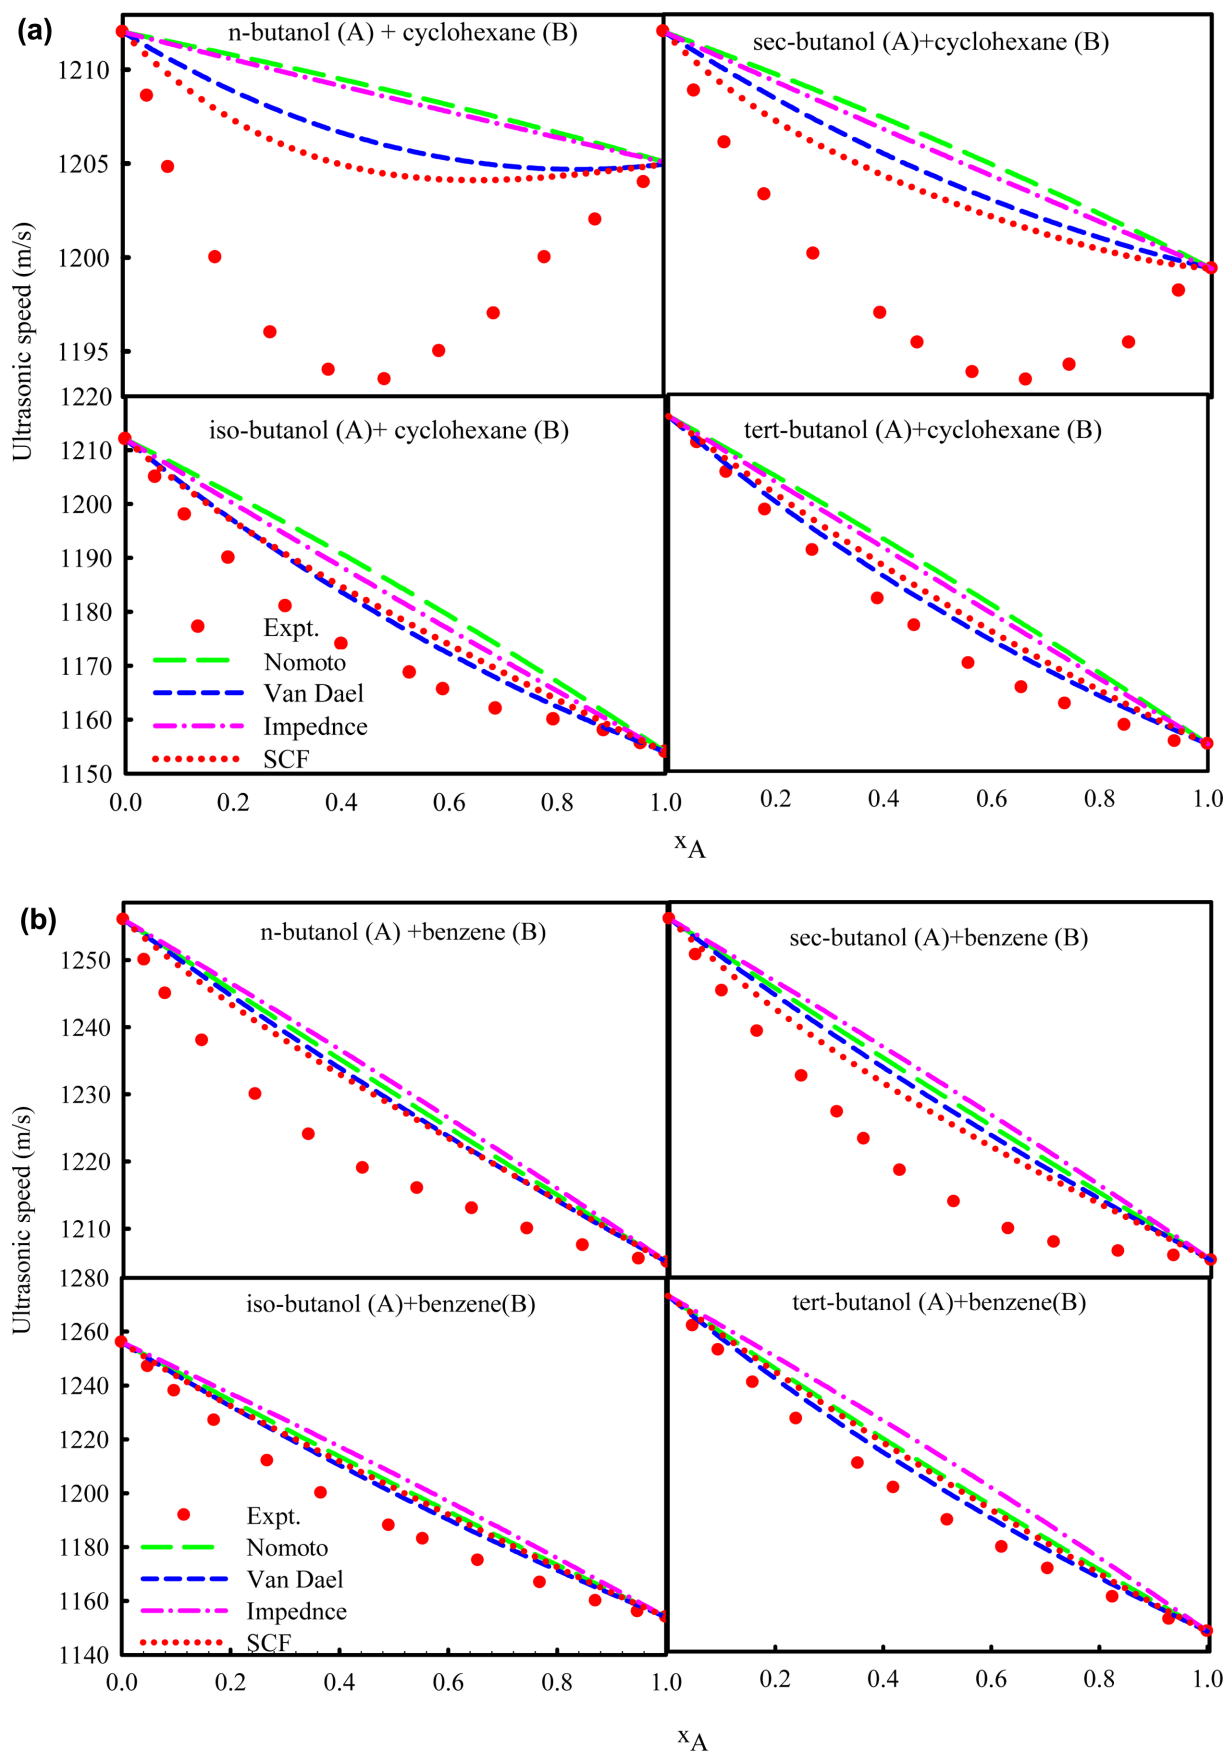 (a)
n-butanol (A) + cyclohexane (B)
sec-butanol (A)+cyclohexane (B)
1210
1205
1200
1195
1220
Ultrasonic speed (m/s)
iso-butanol (A)+ cyclohexane (B)
tert-butanol (A)+cyclohexane (B)
1210
1200
1190
1180
1170
1160
1150
Expt.
Nomoto
Van Dael
Impednce
SCF
0.0 0.2 0.4 0.6 0.8 1.0
0.2 0.4 0.6 0.8 1.0
xA
(b)
n-butanol (A) +benzene (B)
sec-butanol (A)+benzene (B)
1250
1240
1230
1220
1210
1280
Ultrasonic speed (m/s)
iso-butanol (A)+benzene(B)
tert-butanol (A)+benzene(B)
1260
1240
1220
1200
1180
1160
1140
Expt.
Nomoto
Van Dael
Impednce
SCF
0.0 0.2 0.4 0.6 0.8 1.0
0.2 0.4 0.6 0.8 1.0
xA